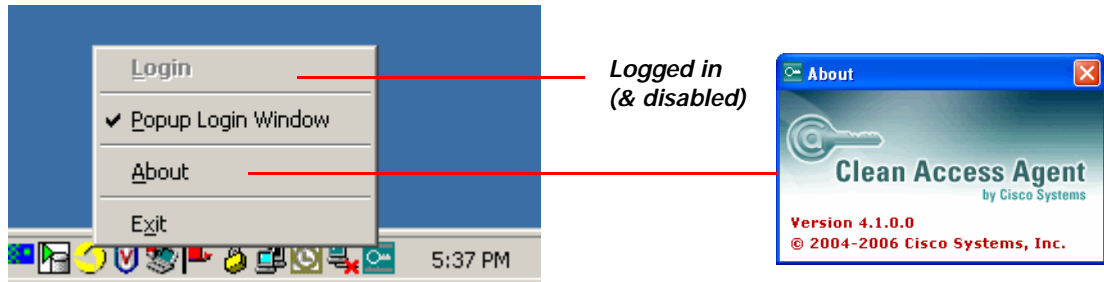 Login
Popup Login Window
About
Exit
5:37 PM
Logged in
(& disabled)
About
Clean Access Agent
by Cisco Systems
Version 4.1.0.0
© 2004-2006 Cisco Systems, Inc.